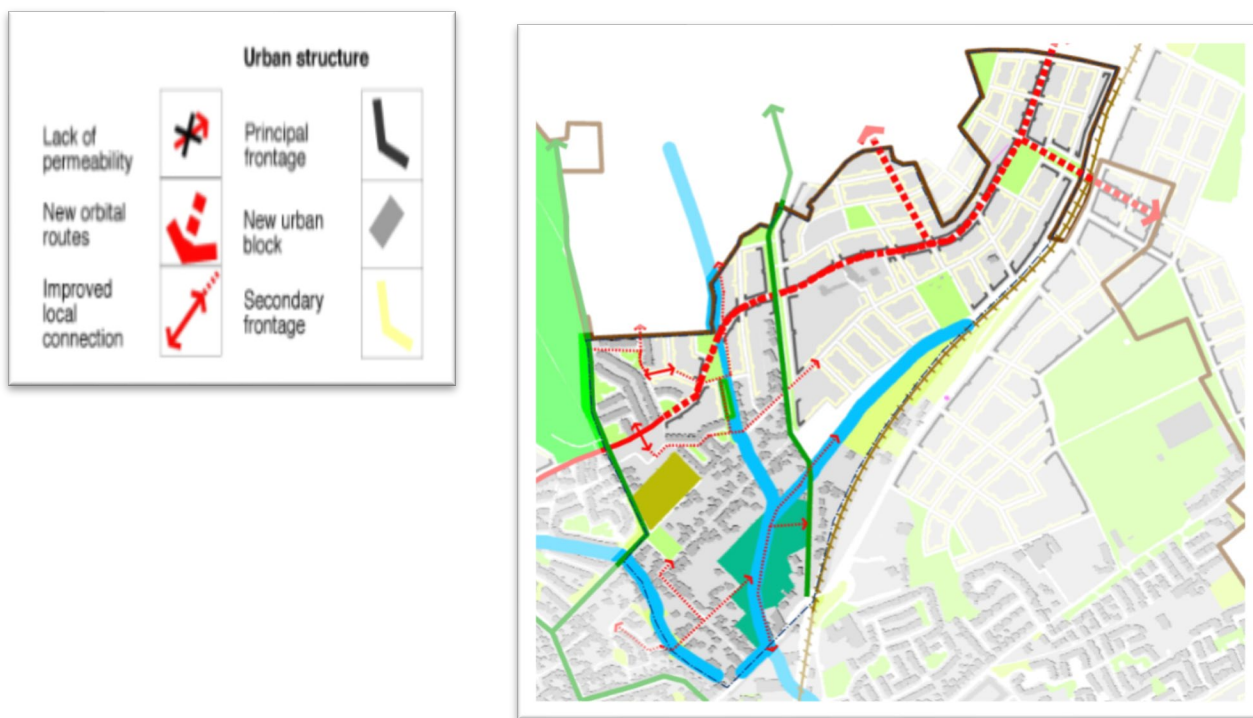 Urban structure
Lack of
permeability
Principal
frontage
New orbital
routes
New urban
block
Improved
local
connection
Secondary
frontage